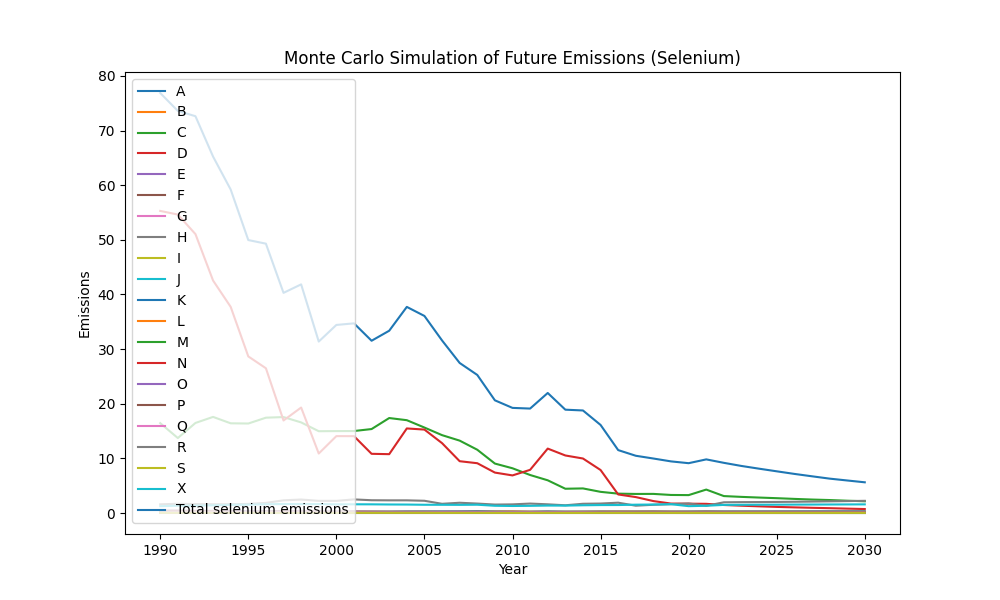 Monte Carlo Simulation of Future Emissions (Selenium)
80
70
60
50
40
30
20
10
0
Emissions
A
B
C
D
E
F
G
H
I
J
K
L
M
N
O
P
Q
R
S
X
Total selenium emissions
1990 1995 2000 2005 2010 2015 2020 2025 2030
Year